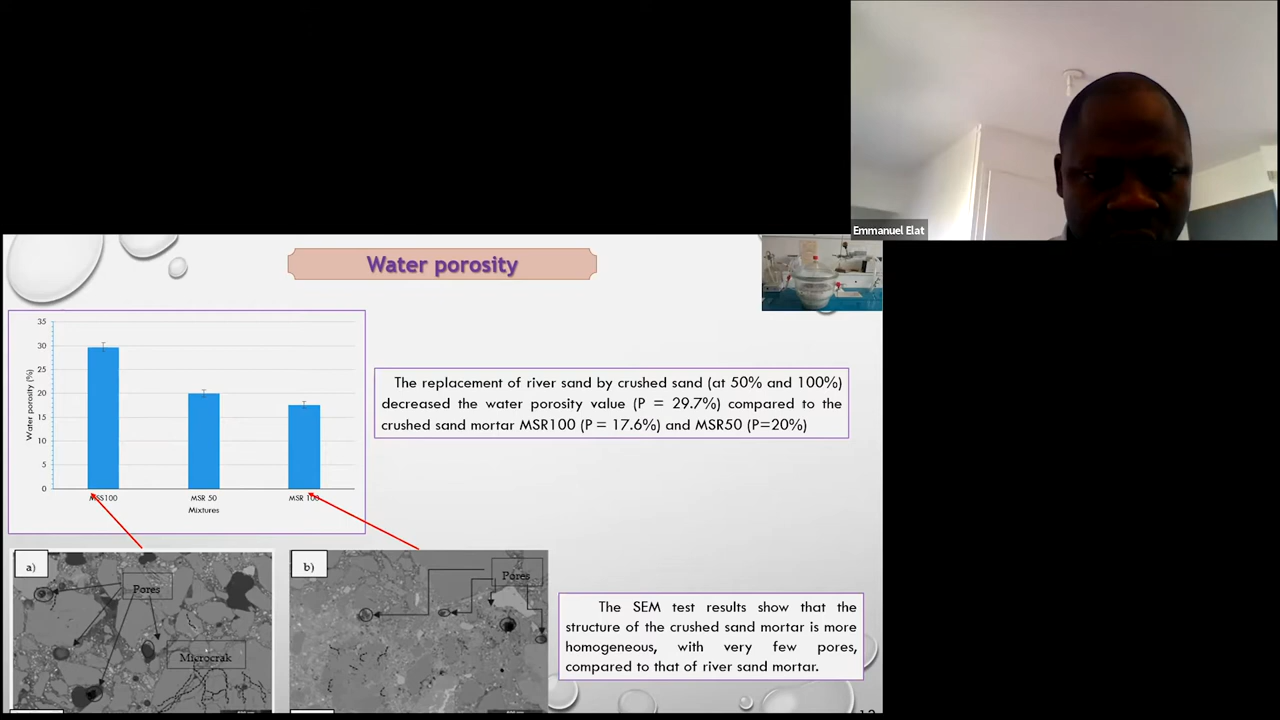 Emmanuel Elat
Water porosity
35
30
25
20
15
10
5
0
Water porosity (%)
MSS100
MSR 50
MSR 100
Mixtures
The replacement of river sand by crushed sand (at 50% and 100%)
decreased the water porosity value (P = 29.7%) compared to the
crushed sand mortar MSR100 (P = 17.6%) and MSR50 (P=20%)
a)
Pores
Microcrak
b)
Pores
The SEM test results show that the
structure of the crushed sand mortar is more
homogeneous, with very few pores,
compared to that of river sand mortar.